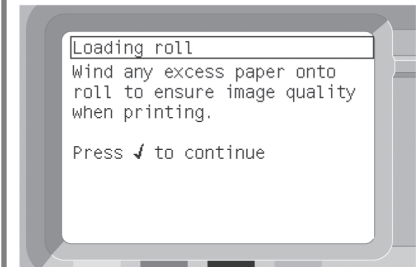 Loading roll
Wind any excess paper onto
roll to ensure image quality
when printing.
Press ✓ to continue